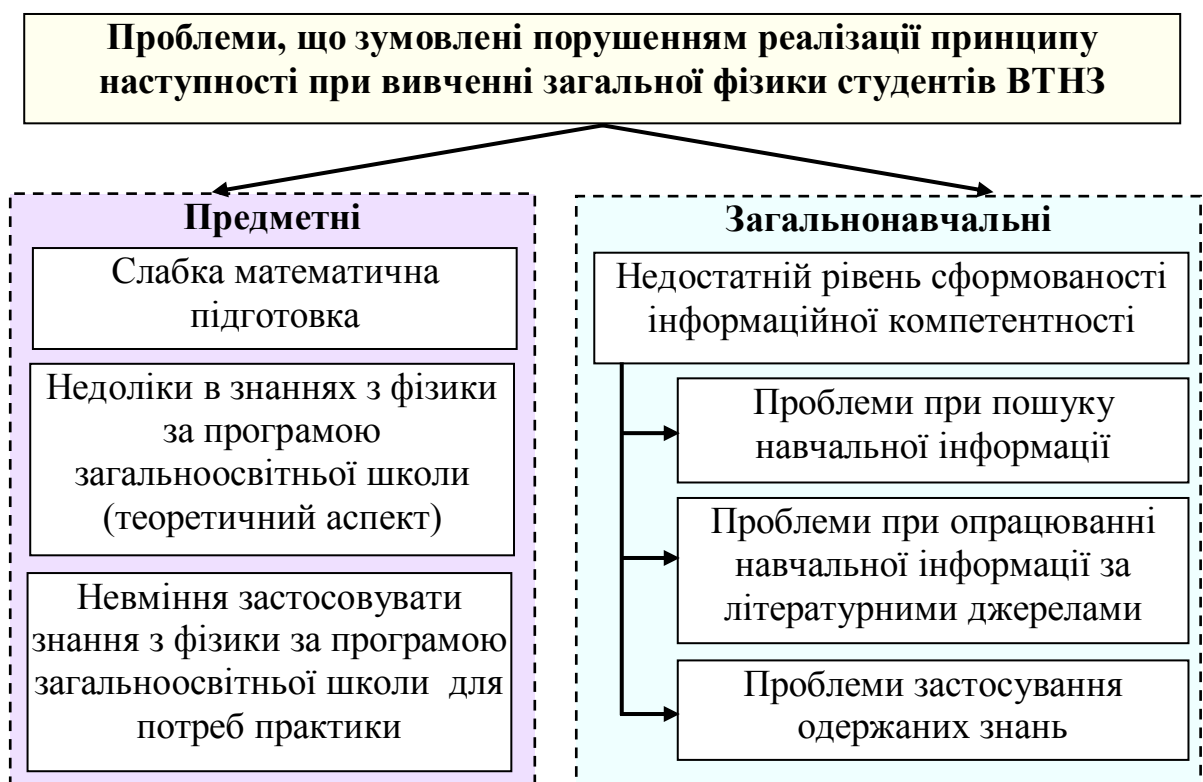 Проблеми, що зумовлені порушенням реалізації принципу
наступності при вивченні загальної фізики студентів ВТНЗ
Предметні
Слабка математична
підготовка
Недоліки в знаннях з фізики
за програмою
загальноосвітньої школи
(теоретичний аспект)
Невміння застосовувати
знання з фізики за програмою
загальноосвітньої школи для
потреб практики
Загальнонавчальні
Недостатній рівень сформованості
інформаційної компетентності
Проблеми при пошуку
навчальної інформації
Проблеми при опрацюванні
навчальної інформації за
літературними джерелами
Проблеми застосування
одержаних знань